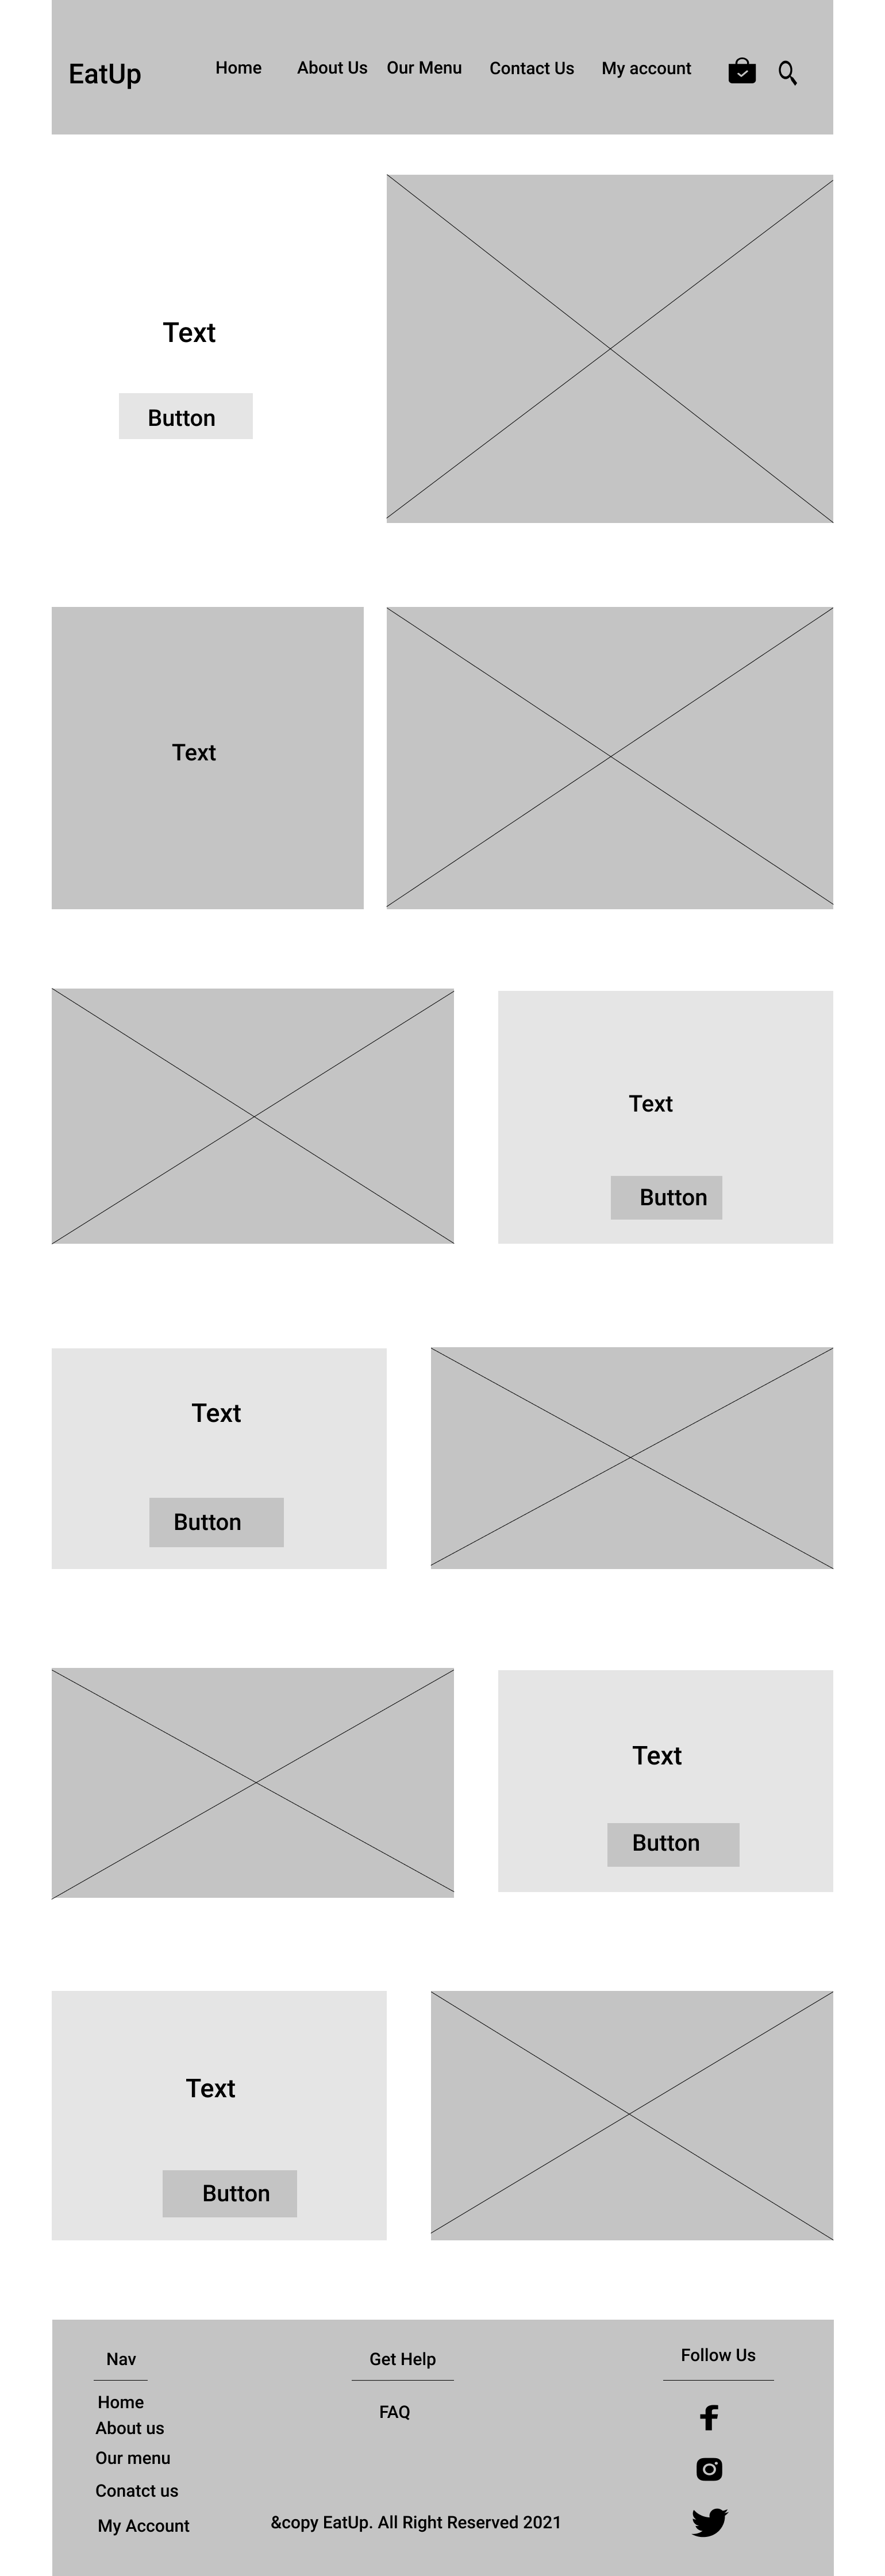 EatUp
Home
About Us
Our Menu
Contact Us
My account
Text
Button
Text
Text
Button
Text
Button
Text
Button
Text
Button
Nav
Home
About us
Our menu
Conatct us
My Account
Get Help
FAQ
&copy EatUp. All Right Reserved 2021
Follow Us